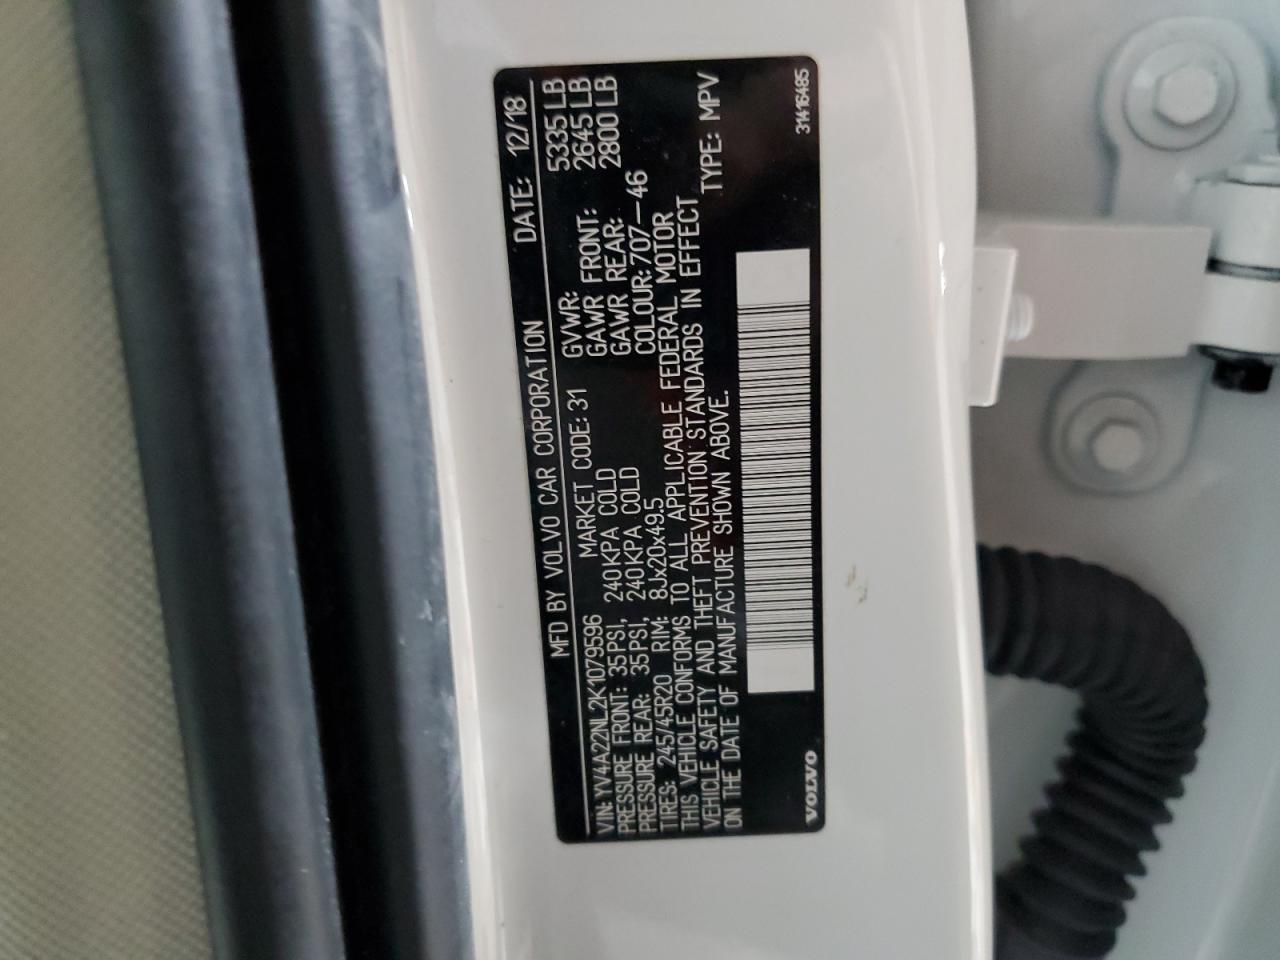 MFD BY VOLVO CAR CORPORATION DATE: 12/18
VIN: YV4A22NL2K1079596 MARKET CODE: 31 GVWR: 5335 LB
PRESSURE FRONT: 35PSI, 240KPA COLD GAWR FRONT: 2645 LB
PRESSURE REAR: 35PSI, 240KPA COLD GAWR REAR: 2800 LB
TIRES: 245/45R20 RIM: 8Jx20x49.5 COLOUR: 707-46
THIS VEHICLE CONFORMS TO ALL APPLICABLE FEDERAL MOTOR
VEHICLE SAFETY AND THEFT PREVENTION STANDARDS IN EFFECT
ON THE DATE OF MANUFACTURE SHOWN ABOVE. TYPE: MPV
VOLVO 31416485